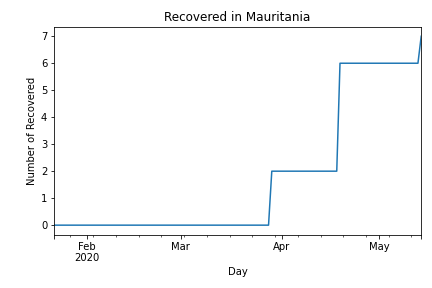 Recovered in Mauritania
Number of Recovered
7
6
5
4
3
2
1
0
Feb
2020
Mar
Apr
May
Day